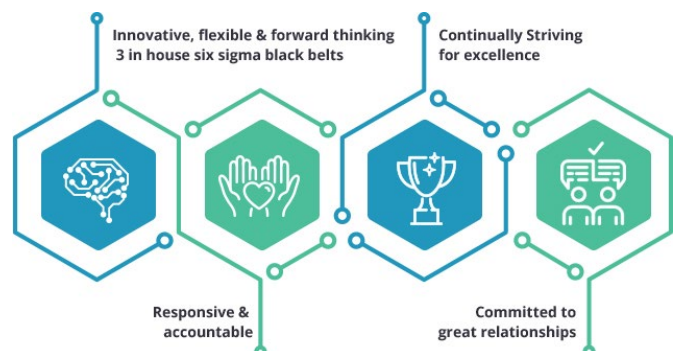 Innovative, flexible & forward thinking
3 in house six sigma black belts
Continually Striving
for excellence
Responsive &
accountable
Committed to
great relationships